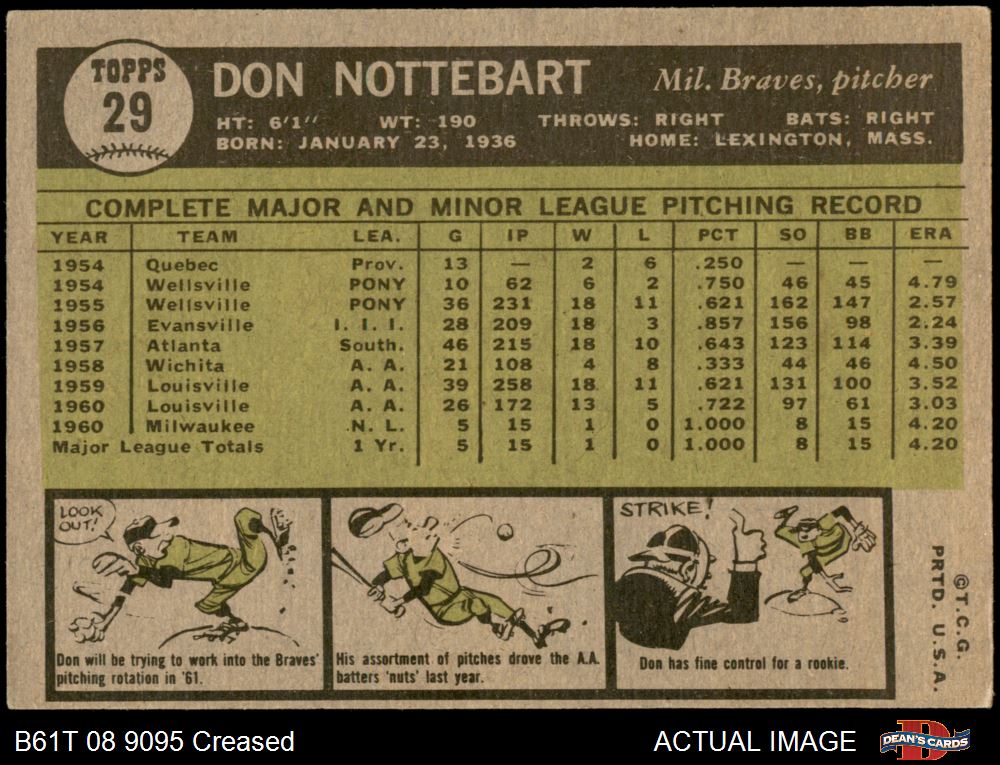 TOPPS
29
DON NOTTEBART Mil. Braves, pitcher
HT: 6'1" WT: 190 THROWS: RIGHT BATS: RIGHT
BORN: JANUARY 23, 1936 HOME: LEXINGTON, MASS.
COMPLETE MAJOR AND MINOR LEAGUE PITCHING RECORD
YEAR TEAM LEA. G IP W L PCT SO BB ERA
1954 Quebec Prov. 13 — 2 6 .250 — — —
1954 Wellsville PONY 10 62 6 2 .750 46 45 4.79
1955 Wellsville PONY 36 231 18 11 .621 162 147 2.57
1956 Evansville I. I. I. 28 209 18 3 .857 156 98 2.24
1957 Atlanta South. 46 215 18 10 .643 123 114 3.39
1958 Wichita A. A. 21 108 4 8 .333 44 46 4.50
1959 Louisville A. A. 39 258 18 11 .621 131 100 3.52
1960 Louisville A. A. 26 172 13 5 .722 97 61 3.03
1960 Milwaukee N. L. 5 15 1 0 1.000 8 15 4.20
Major League Totals 1 Yr. 5 15 1 0 1.000 8 15 4.20
LOOK
OUT!
Don will be trying to work into the Braves'
pitching rotation in '61.
His assortment of pitches drove the A.A.
batters 'nuts' last year.
STRIKE!
Don has fine control for a rookie.
©T.C.G.
PRTD. U.S.A.
B61T 08 9095 Creased
ACTUAL IMAGE
D
DEAN'S CARDS